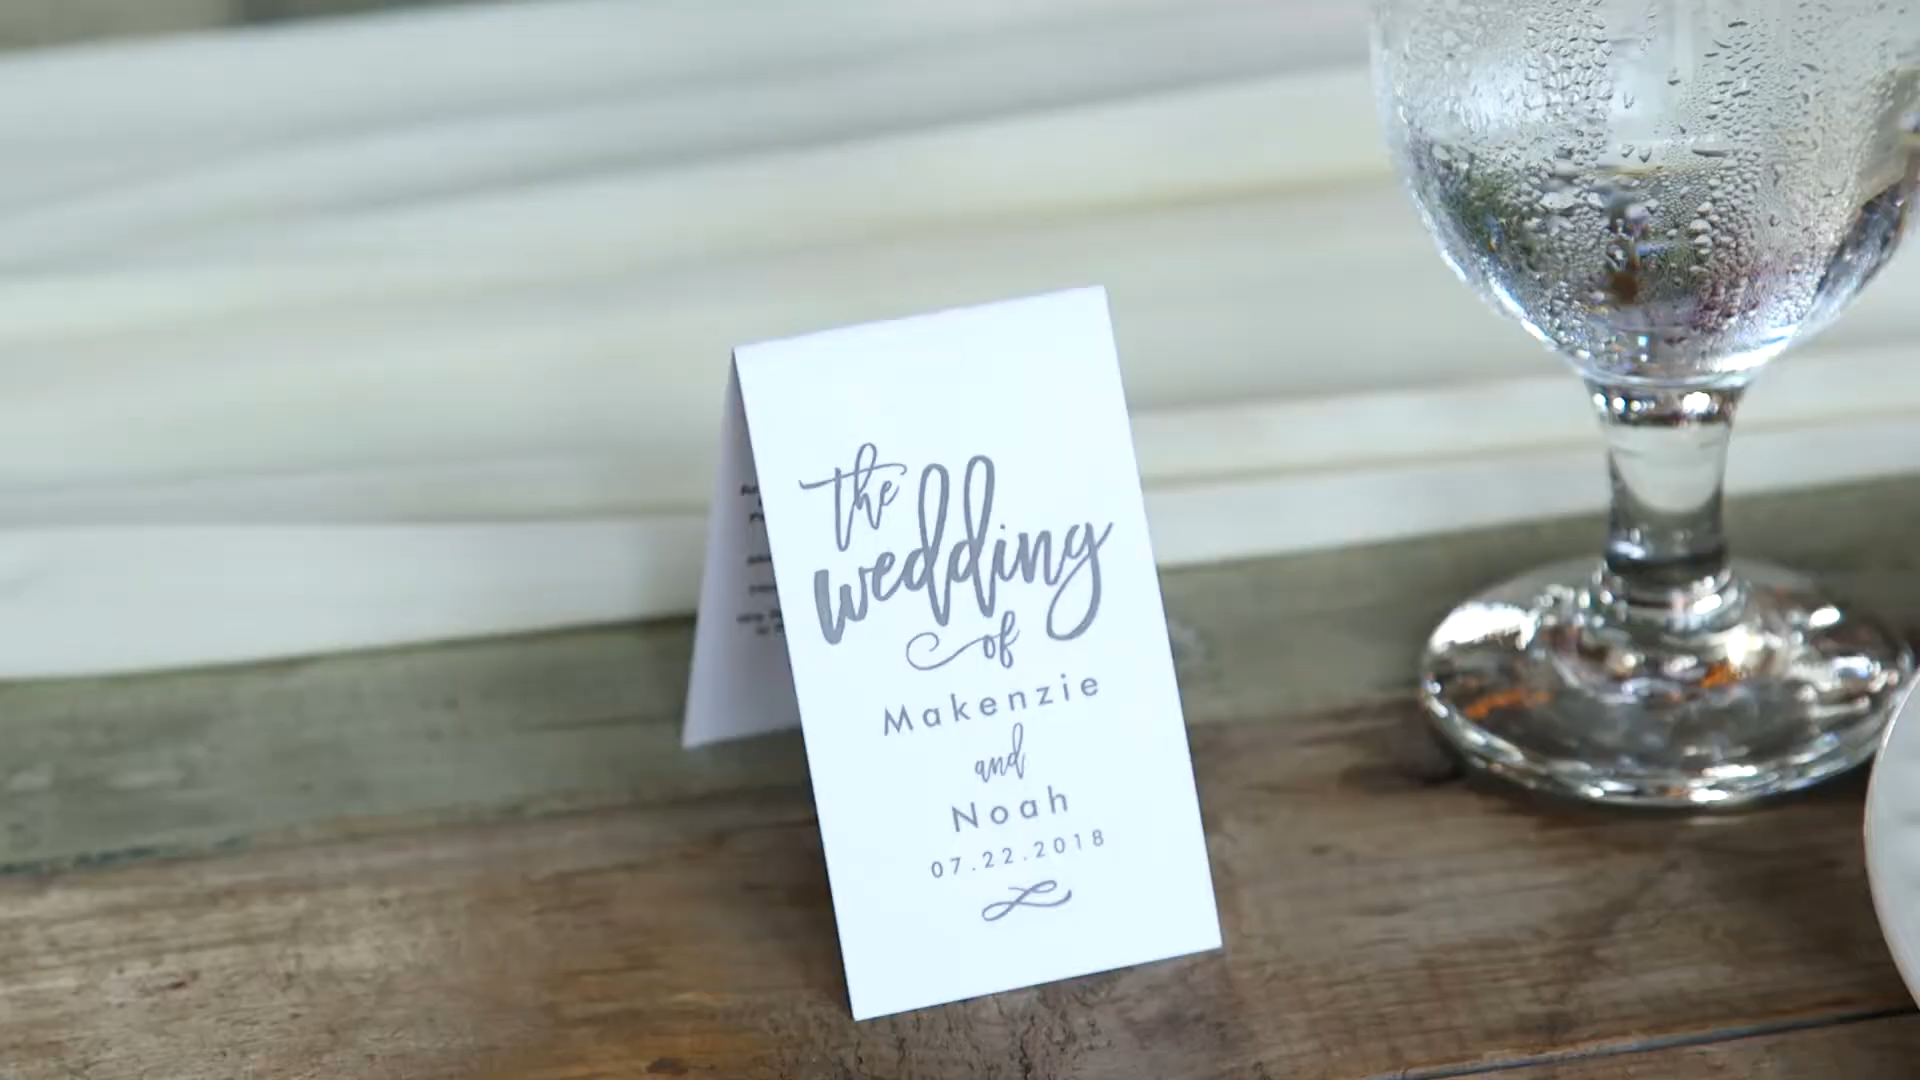 the
wedding
of
Makenzie
and
Noah
07.22.2018